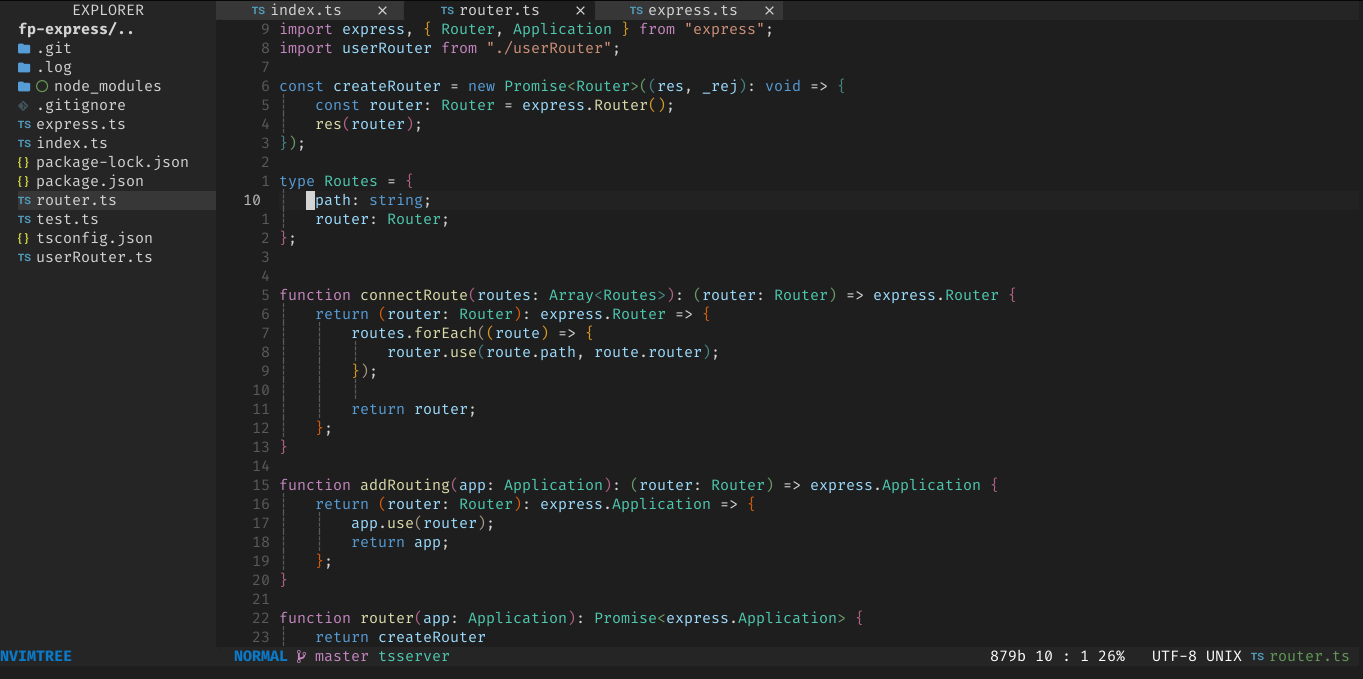 EXPLORER
fp-express/..
.git
.log
node_modules
.gitignore
TS express.ts
TS index.ts
{} package-lock.json
{} package.json
TS router.ts
TS test.ts
{} tsconfig.json
TS userRouter.ts
NVIMTREE
TS index.ts × TS router.ts × TS express.ts ×
9 import express, { Router, Application } from "express";
8 import userRouter from "./userRouter";
7
6 const createRouter = new Promise<Router>((res, _rej): void => {
5     const router: Router = express.Router();
4     res(router);
3 });
2
1 type Routes = {
10     path: string;
1     router: Router;
2 };
3
4
5 function connectRoute(routes: Array<Routes>): (router: Router) => express.Router {
6     return (router: Router): express.Router => {
7         routes.forEach((route) => {
8             router.use(route.path, route.router);
9         });
10
11         return router;
12     };
13 }
14
15 function addRouting(app: Application): (router: Router) => express.Application {
16     return (router: Router): express.Application => {
17         app.use(router);
18         return app;
19     };
20 }
21
22 function router(app: Application): Promise<express.Application> {
23     return createRouter
NORMAL master tsserver 879b 10 : 1 26% UTF-8 UNIX TS router.ts